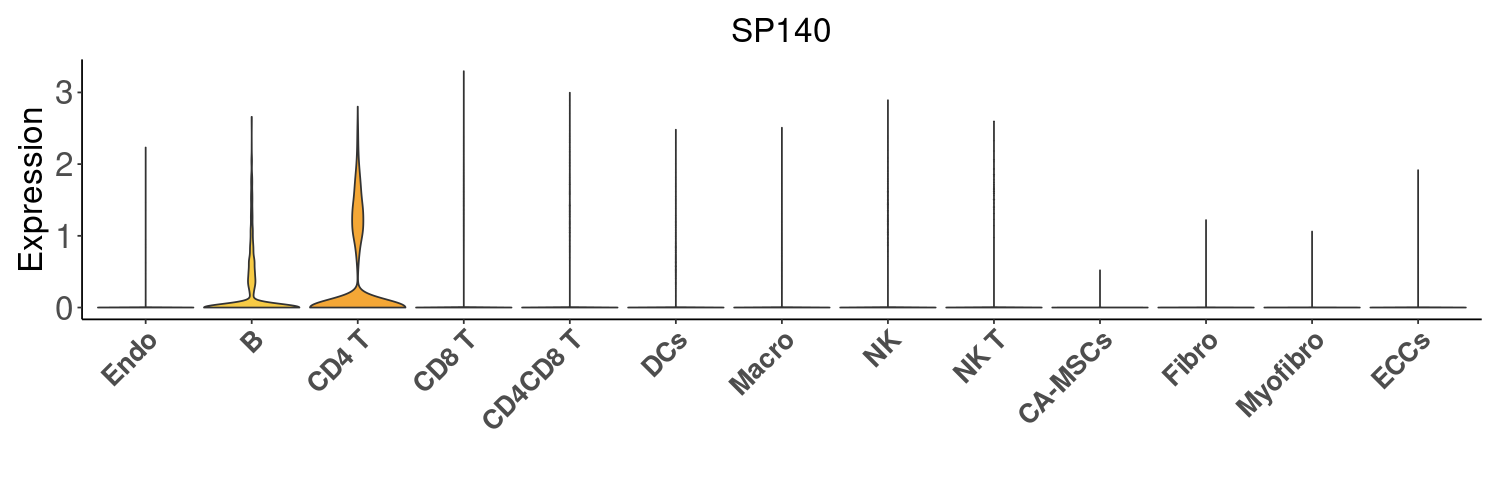 SP140
Expression
3
2
1
0
Endo
B
CD4 T
CD8 T
CD4CD8 T
DCs
Macro
NK
NK T
CA-MSCs
Fibro
Myofibro
ECCs